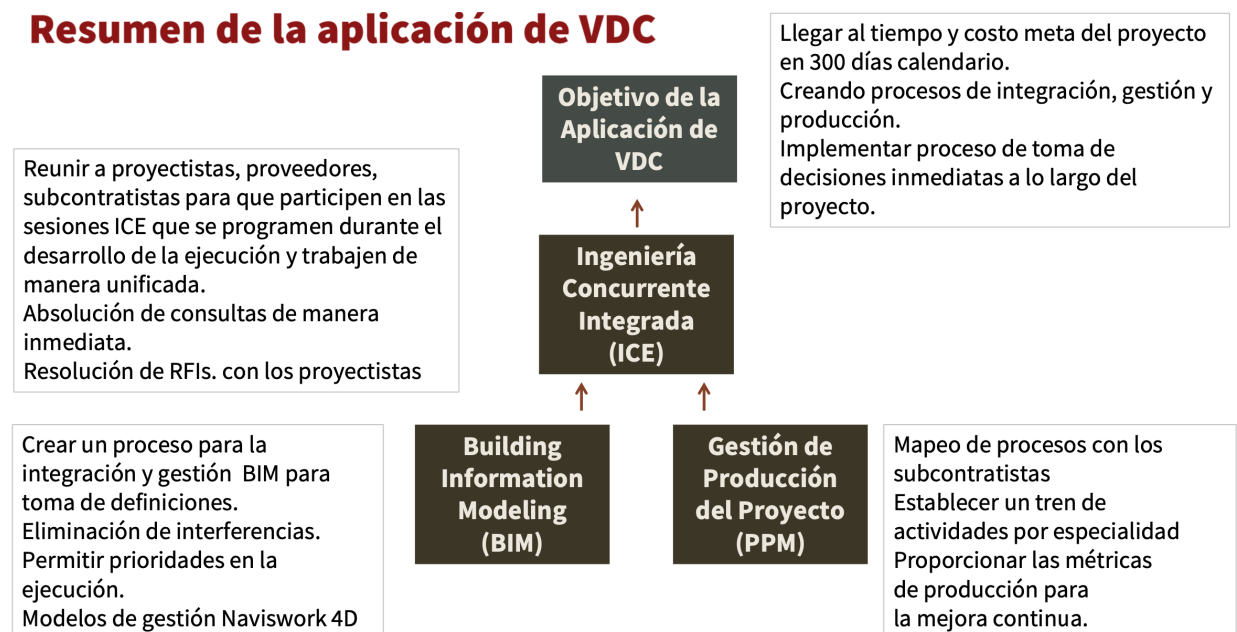 Resumen de la aplicación de VDC
Llegar al tiempo y costo meta del proyecto
en 300 días calendario.
Creando procesos de integración, gestión y
producción.
Implementar proceso de toma de
decisiones inmediatas a lo largo del
proyecto.
Objetivo de la
Aplicación de
VDC
Reunir a proyectistas, proveedores,
subcontratistas para que participen en las
sesiones ICE que se programen durante el
desarrollo de la ejecución y trabajen de
manera unificada.
Absolución de consultas de manera
inmediata.
Resolución de RFIs. con los proyectistas
Ingeniería
Concurrente
Integrada
(ICE)
Crear un proceso para la
integración y gestión  BIM para
toma de definiciones.
Eliminación de interferencias.
Permitir prioridades en la
ejecución.
Modelos de gestión Naviswork 4D
Building
Information
Modeling
(BIM)
Gestión de
Producción
del Proyecto
(PPM)
Mapeo de procesos con los
subcontratistas
Establecer un tren de
actividades por especialidad
Proporcionar las métricas
de producción para
la mejora continua.